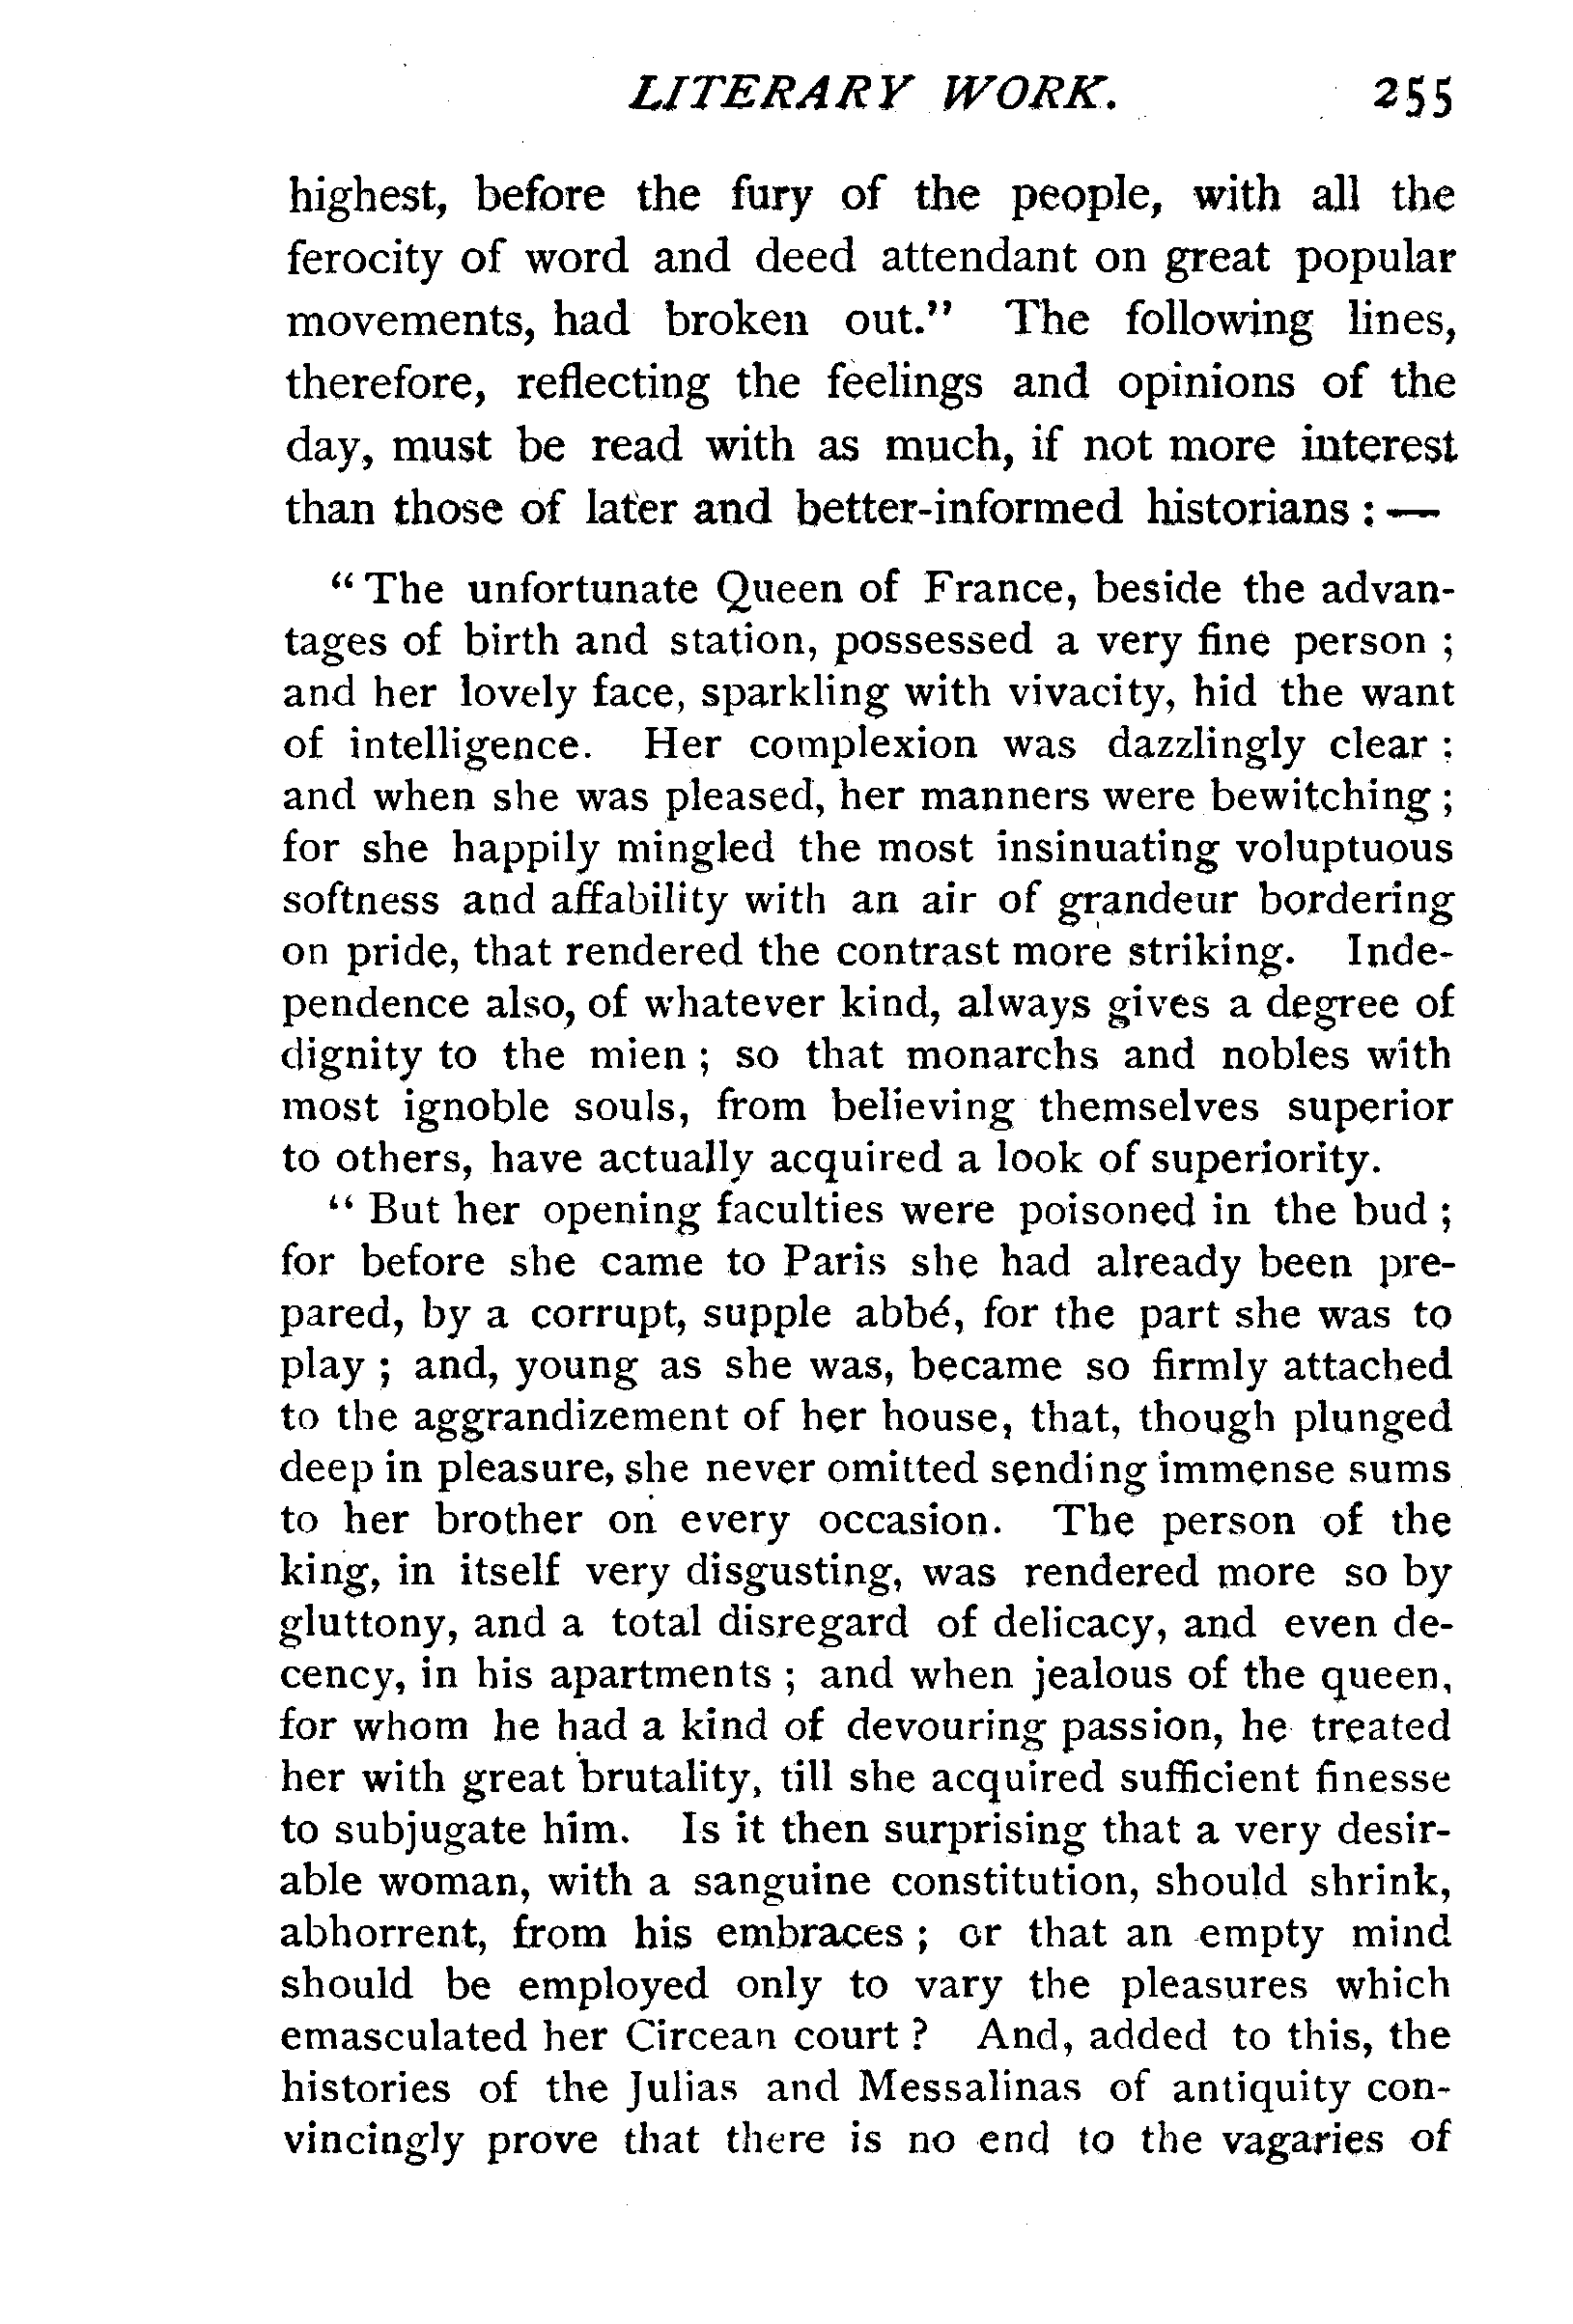 LITERARY WORK. 255
highest, before the fury of the people, with all the
ferocity of word and deed attendant on great popular
movements, had broken out.” The following lines,
therefore, reflecting the feelings and opinions of the
day, must be read with as much, if not more interest
than those of later and better-informed historians :—
“ The unfortunate Queen of France, beside the advan-
tages of birth and station, possessed a very fine person ;
and her lovely face, sparkling with vivacity, hid the want
of intelligence. Her complexion was dazzlingly clear :
and when she was pleased, her manners were bewitching ;
for she happily mingled the most insinuating voluptuous
softness and affability with an air of grandeur bordering
on pride, that rendered the contrast more striking. Inde-
pendence also, of whatever kind, always gives a degree of
dignity to the mien ; so that monarchs and nobles with
most ignoble souls, from believing themselves superior
to others, have actually acquired a look of superiority.
“ But her opening faculties were poisoned in the bud ;
for before she came to Paris she had already been pre-
pared, by a corrupt, supple abbé, for the part she was to
play ; and, young as she was, became so firmly attached
to the aggrandizement of her house, that, though plunged
deep in pleasure, she never omitted sending immense sums
to her brother on every occasion. The person of the
king, in itself very disgusting, was rendered more so by
gluttony, and a total disregard of delicacy, and even de-
cency, in his apartments ; and when jealous of the queen,
for whom he had a kind of devouring passion, he treated
her with great brutality, till she acquired sufficient finesse
to subjugate him. Is it then surprising that a very desir-
able woman, with a sanguine constitution, should shrink,
abhorrent, from his embraces ; or that an empty mind
should be employed only to vary the pleasures which
emasculated her Circean court ? And, added to this, the
histories of the Julias and Messalinas of antiquity con-
vincingly prove that there is no end to the vagaries of